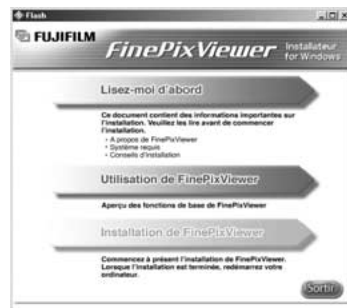 Flash
FUJIFILM
FinePixViewer
Installateur
for Windows
Lisez-moi d'abord
Ce document contient des informations importantes sur
l'installation. Veuillez les lire avant de commencer
l'installation.
- A propos de FinePixViewer
- Système requis
- Conseils d'installation
Utilisation de FinePixViewer
Aperçu des fonctions de base de FinePixViewer
Installation de FinePixViewer
Commencez à présent l'installation de FinePixViewer.
Lorsque l'installation est terminée, redémarrez votre
ordinateur.
Sortir